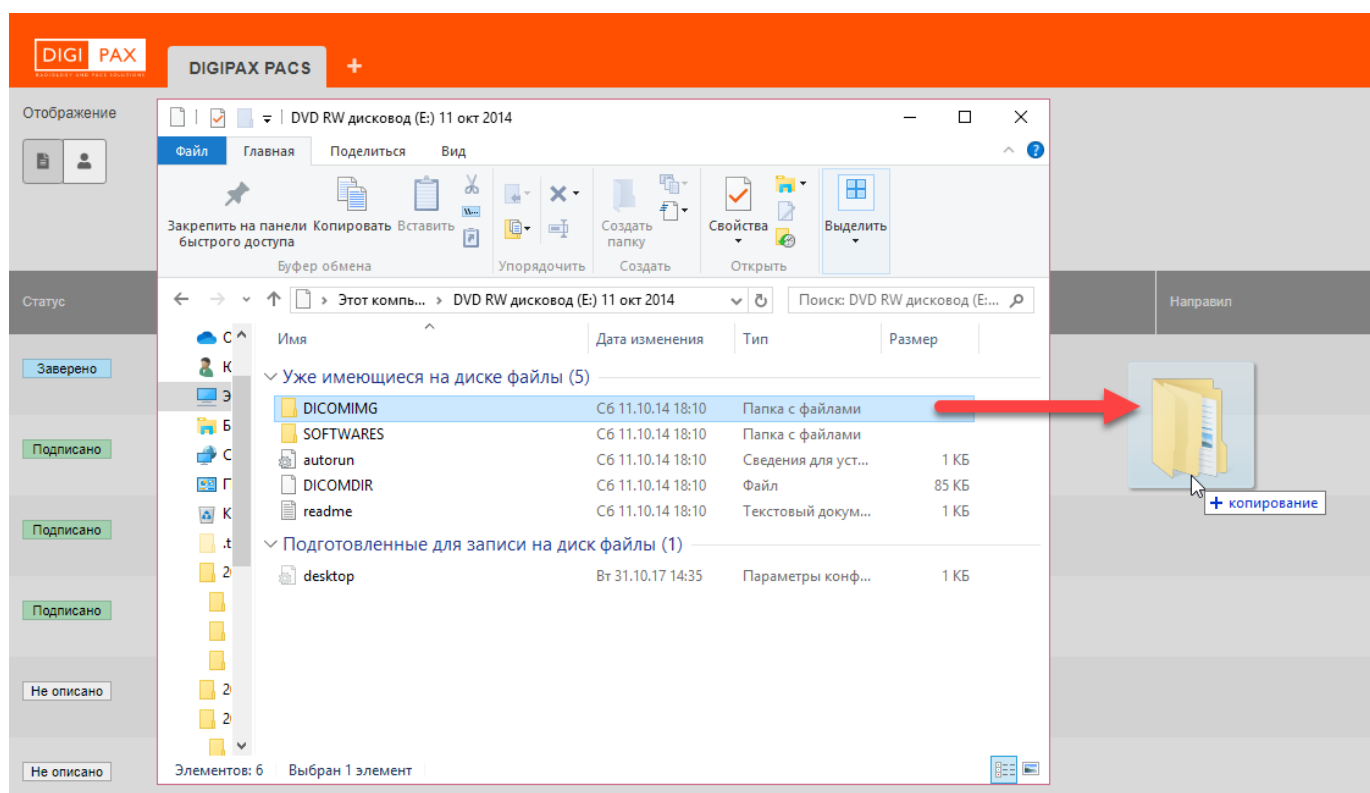 DIGI PAX
DIGIPAX PACS +
Отображение
DVD RW дисковод (E:) 11 окт 2014
Файл Главная Поделиться Вид
Закрепить на панели быстрого доступа
Копировать
Вставить
Создать папку
Свойства
Выделить
Буфер обмена Упорядочить Создать Открыть
Этот компь... DVD RW дисковод (E:) 11 окт 2014
Поиск: DVD RW дисковод (E:...
Статус
Направил
Имя Дата изменения Тип Размер
Уже имеющиеся на диске файлы (5)
DICOMIMG Сб 11.10.14 18:10 Папка с файлами
SOFTWARES Сб 11.10.14 18:10 Папка с файлами
autorun Сб 11.10.14 18:10 Сведения для уст... 1 КБ
DICOMDIR Сб 11.10.14 18:10 Файл 85 КБ
readme Сб 11.10.14 18:10 Текстовый докум... 1 КБ
Подготовленные для записи на диск файлы (1)
desktop Вт 31.10.17 14:35 Параметры конф... 1 КБ
О
К
Э
Б
С
К
.t
Заверено
Подписано
Подписано
Подписано
Не описано
Не описано
+ копирование
Элементов: 6 Выбран 1 элемент